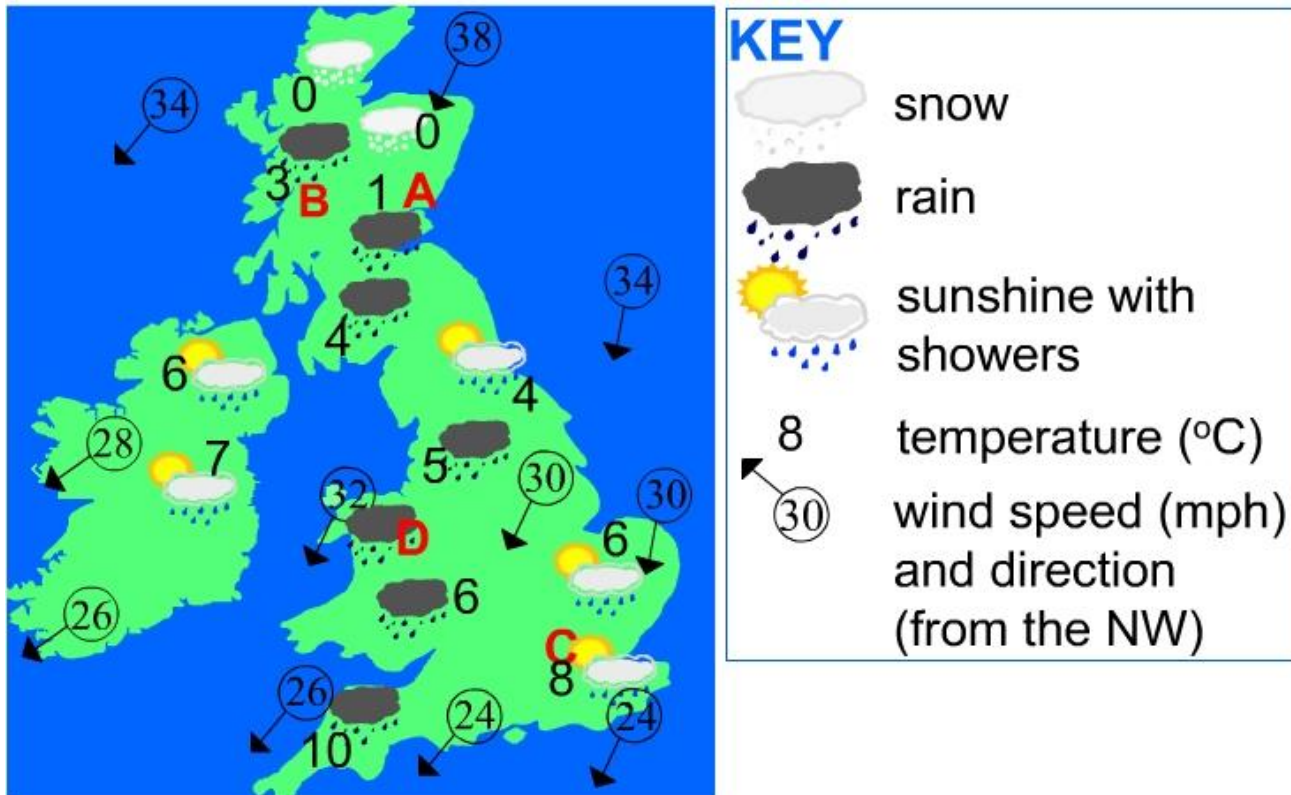 38
34
0
0
3
B
1
A
34
4
6
4
28
7
5
32
30
30
6
D
6
26
C
8
26
24
24
10
KEY
snow
rain
sunshine with
showers
8 temperature (°C)
30 wind speed (mph)
and direction
(from the NW)